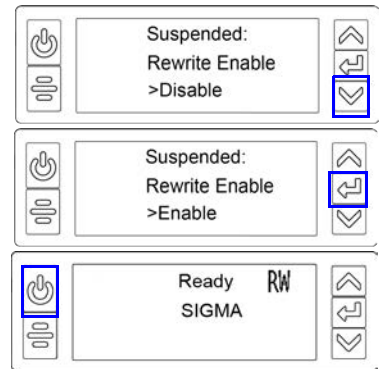 Suspended:
Rewrite Enable
>Disable
Suspended:
Rewrite Enable
>Enable
Ready RW
SIGMA